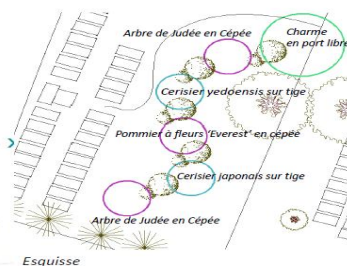 Arbre de Judée en Cépée
Charme
en port libre
Cerisier yedoensis sur tige
Pommier à fleurs 'Everest' en cépée
Cerisier japonais sur tige
Arbre de Judée en Cépée
Esquisse